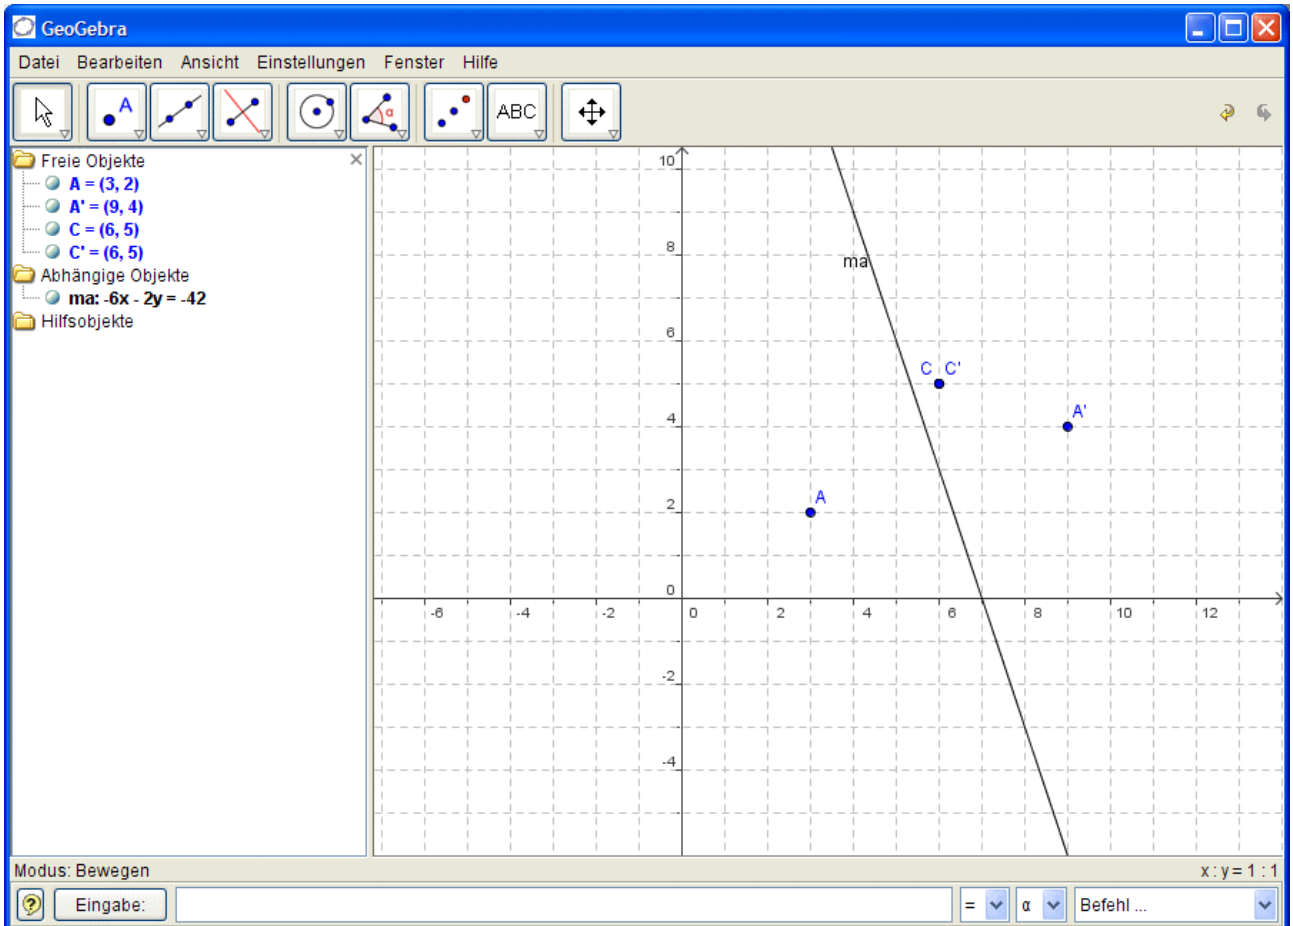 GeoGebra
Datei Bearbeiten Ansicht Einstellungen Fenster Hilfe
A α ABC
Freie Objekte
A = (3, 2)
A' = (9, 4)
C = (6, 5)
C' = (6, 5)
Abhängige Objekte
ma: -6x - 2y = -42
Hilfsobjekte
10
8
ma
6
C C'
4
A'
A
2
0
-6 -4 -2 0 2 4 6 8 10 12
-2
-4
Modus: Bewegen x : y = 1 : 1
Eingabe: = α Befehl ...